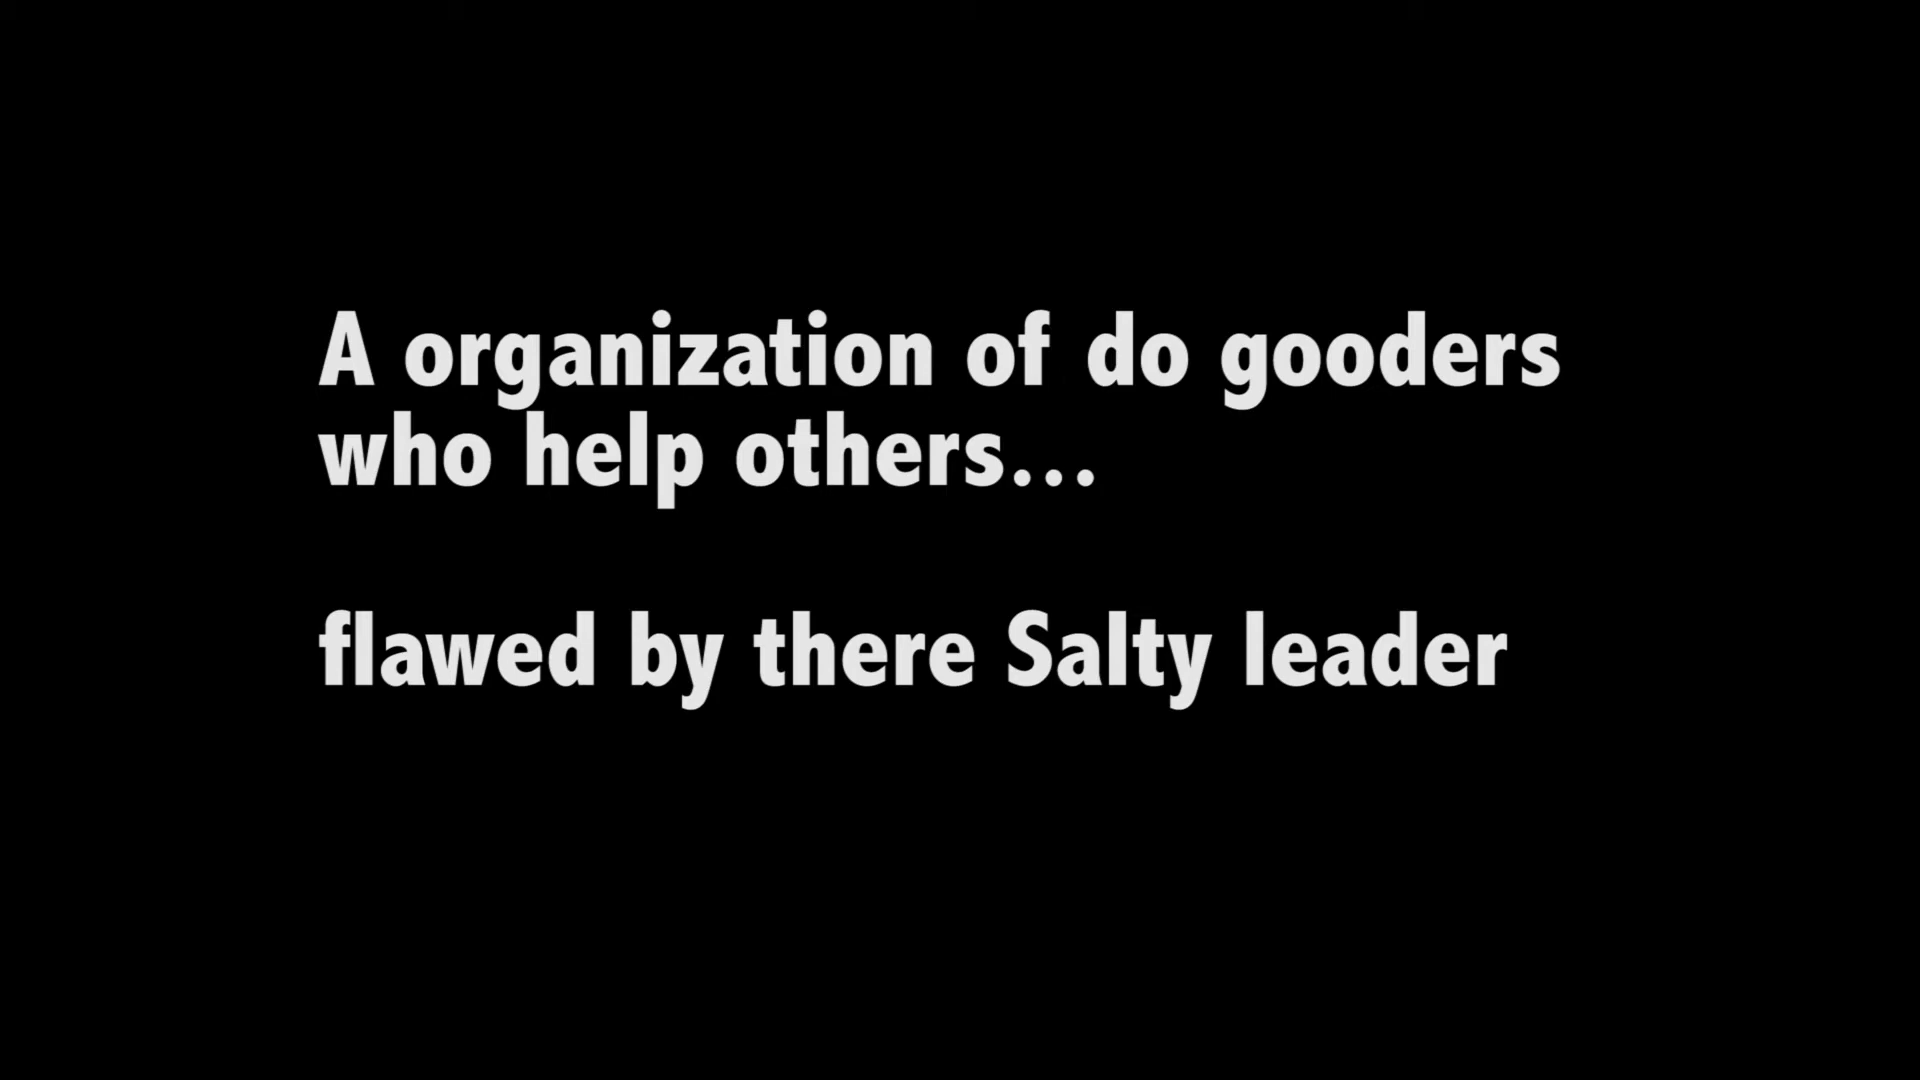 A organization of do gooders
who help others...
flawed by there Salty leader